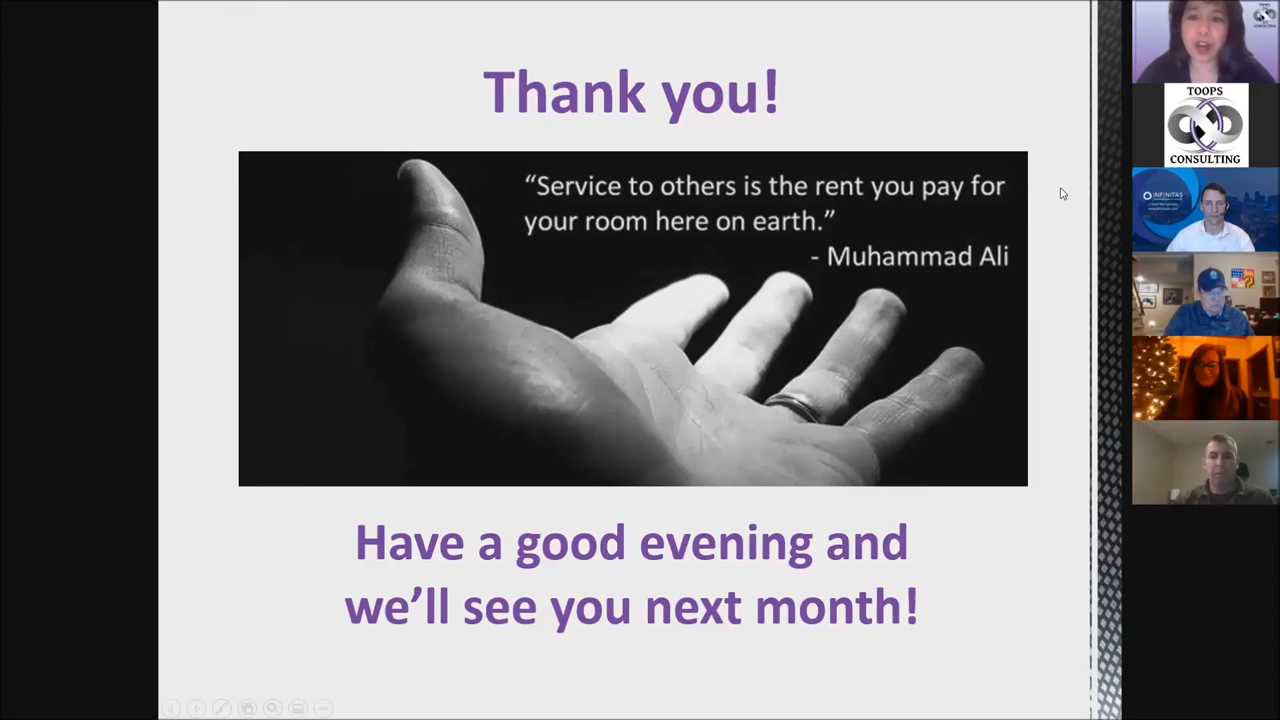 Thank you!
“Service to others is the rent you pay for
your room here on earth.”
- Muhammad Ali
Have a good evening and
we’ll see you next month!
TOOPS
CONSULTING
INFINITAS